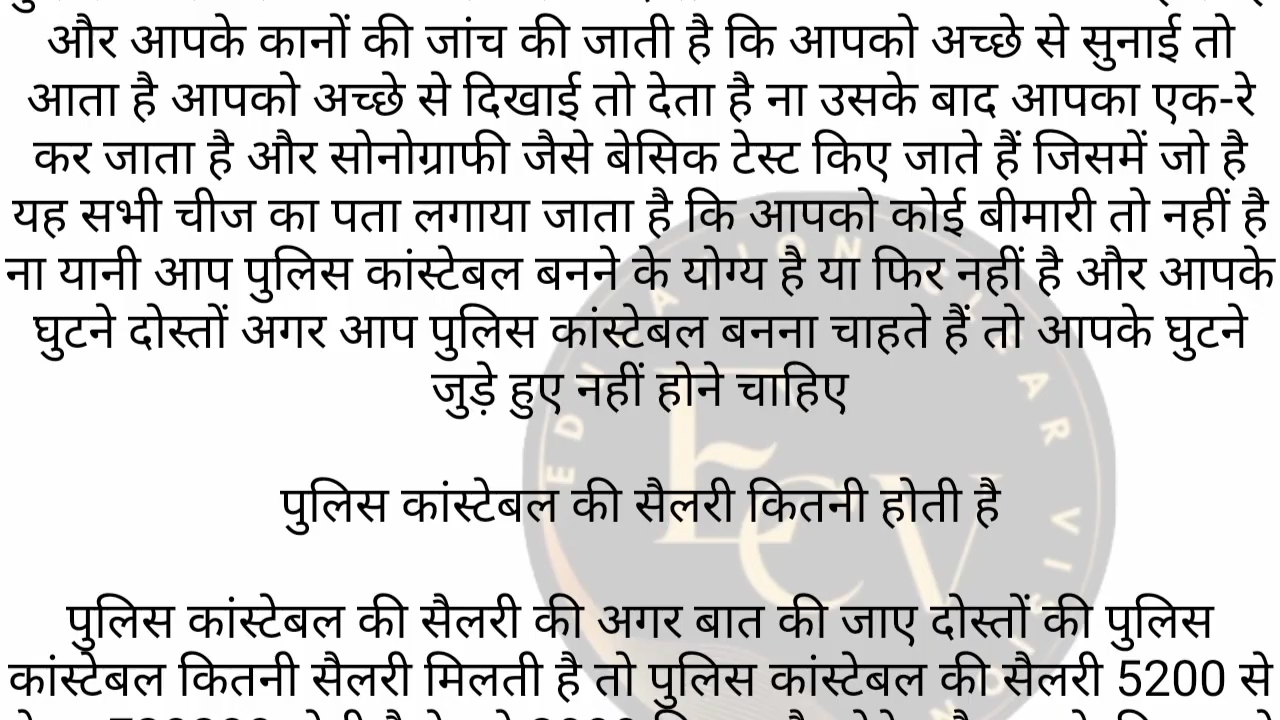 और आपके कानों की जांच की जाती है कि आपको अच्छे से सुनाई तो
आता है आपको अच्छे से दिखाई तो देता है ना उसके बाद आपका एक-रे
कर जाता है और सोनोग्राफी जैसे बेसिक टेस्ट किए जाते हैं जिसमें जो है
यह सभी चीज का पता लगाया जाता है कि आपको कोई बीमारी तो नहीं है
ना यानी आप पुलिस कांस्टेबल बनने के योग्य है या फिर नहीं है और आपके
घुटने दोस्तों अगर आप पुलिस कांस्टेबल बनना चाहते हैं तो आपके घुटने
जुड़े हुए नहीं होने चाहिए
पुलिस कांस्टेबल की सैलरी कितनी होती है
पुलिस कांस्टेबल की सैलरी की अगर बात की जाए दोस्तों की पुलिस
कांस्टेबल कितनी सैलरी मिलती है तो पुलिस कांस्टेबल की सैलरी 5200 से
ECV